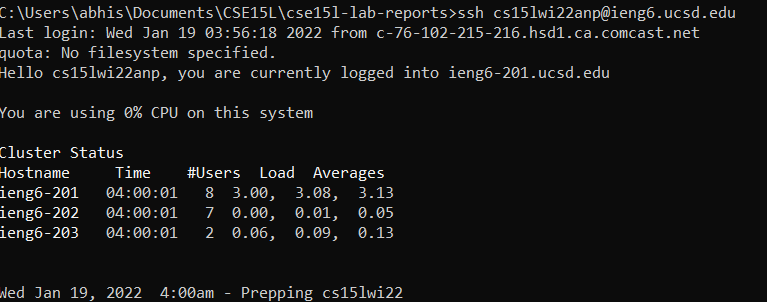 C:\Users\abhis\Documents\CSE15L\cse15l-lab-reports>ssh cs15lwi22anp@ieng6.ucsd.edu
Last login: Wed Jan 19 03:56:18 2022 from c-76-102-215-216.hsd1.ca.comcast.net
quota: No filesystem specified.
Hello cs15lwi22anp, you are currently logged into ieng6-201.ucsd.edu
You are using 0% CPU on this system
Cluster Status
Hostname     Time    #Users  Load  Averages
ieng6-201   04:00:01   8  3.00,  3.08,  3.13
ieng6-202   04:00:01   7  0.00,  0.01,  0.05
ieng6-203   04:00:01   2  0.06,  0.09,  0.13
Wed Jan 19, 2022  4:00am - Prepping cs15lwi22